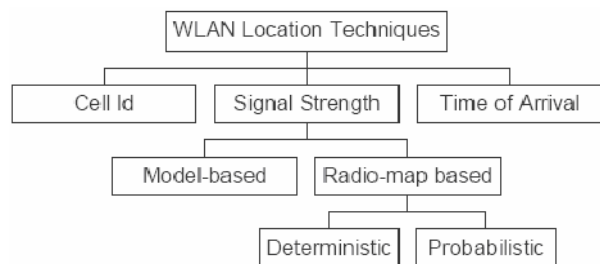 WLAN Location Techniques
Cell Id
Signal Strength
Time of Arrival
Model-based
Radio-map based
Deterministic
Probabilistic